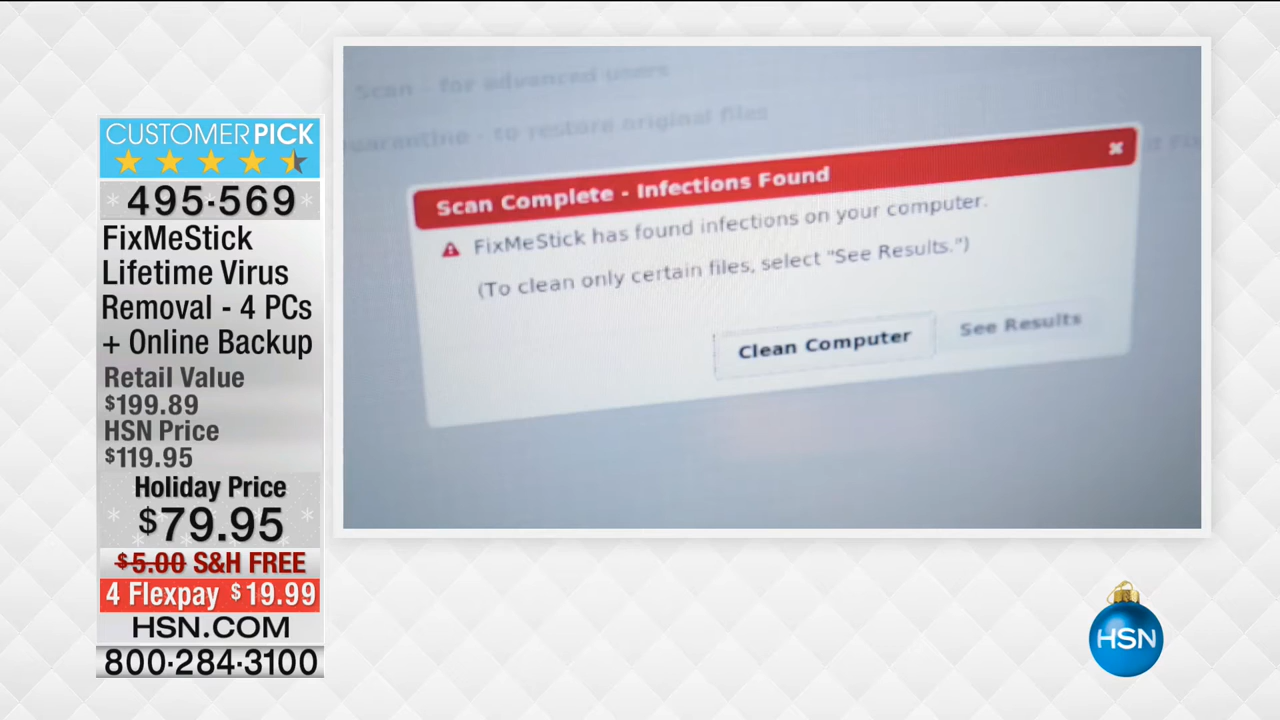 CUSTOMER PICK
495-569
FixMeStick
Lifetime Virus
Removal - 4 PCs
+ Online Backup
Retail Value
$199.89
HSN Price
$119.95
Holiday Price
$79.95
$5.00 S&H FREE
4 Flexpay $19.99
HSN.COM
800-284-3100
Scan - for advanced users
Quarantine - to restore original files
Scan Complete - Infections Found
FixMeStick has found infections on your computer.
(To clean only certain files, select "See Results.")
Clean Computer
See Results
HSN